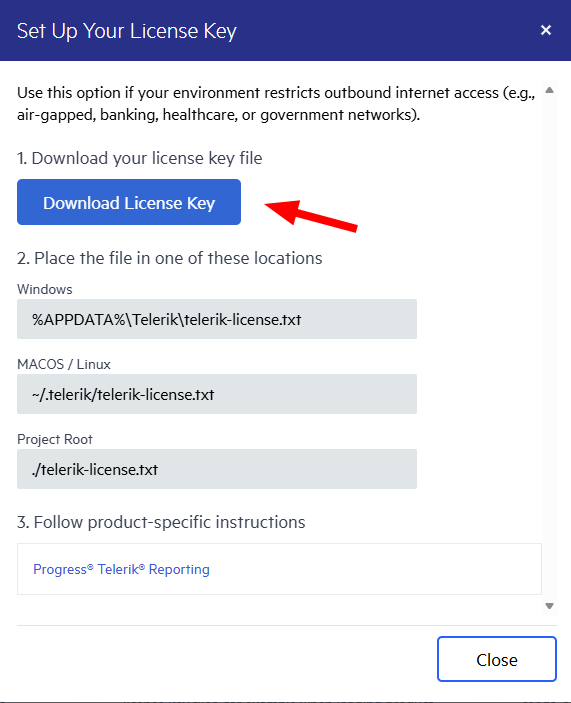 Set Up Your License Key
Use this option if your environment restricts outbound internet access (e.g.,
air-gapped, banking, healthcare, or government networks).
1. Download your license key file
Download License Key
2. Place the file in one of these locations
Windows
%APPDATA%\Telerik\telerik-license.txt
MACOS / Linux
~/.telerik/telerik-license.txt
Project Root
./telerik-license.txt
3. Follow product-specific instructions
Progress® Telerik® Reporting
Close